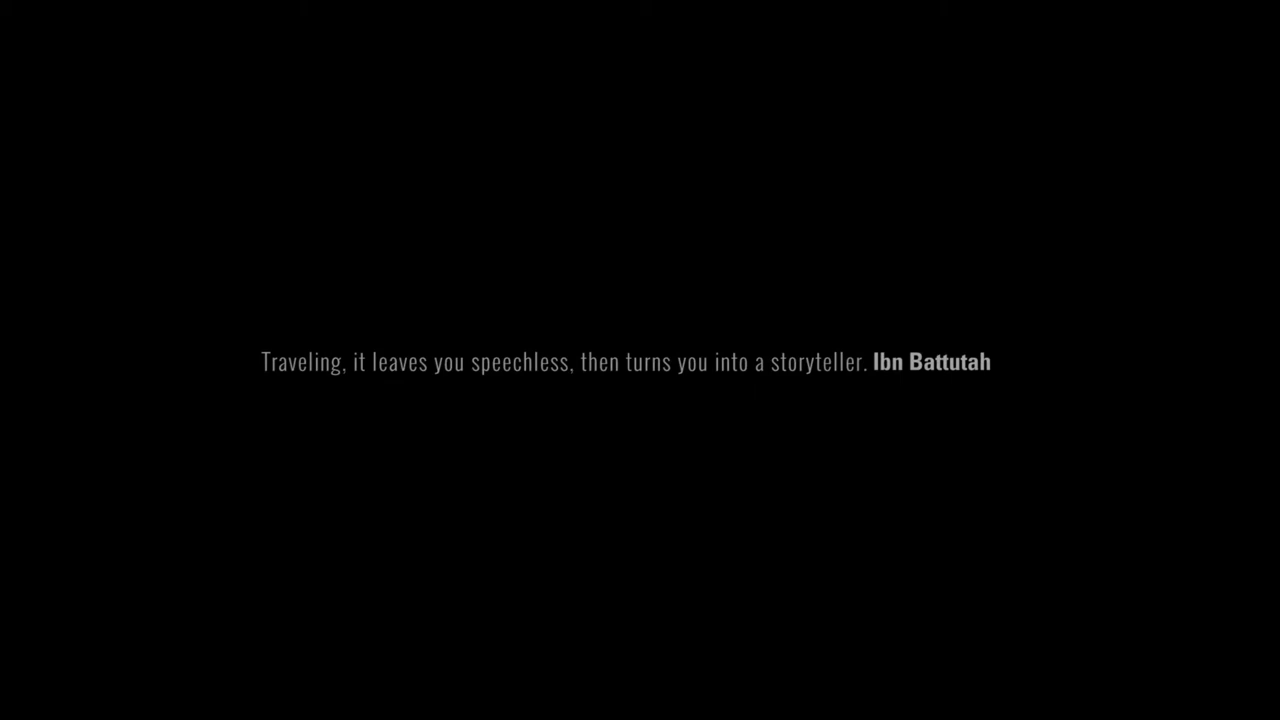 Traveling, it leaves you speechless, then turns you into a storyteller. Ibn Battutah